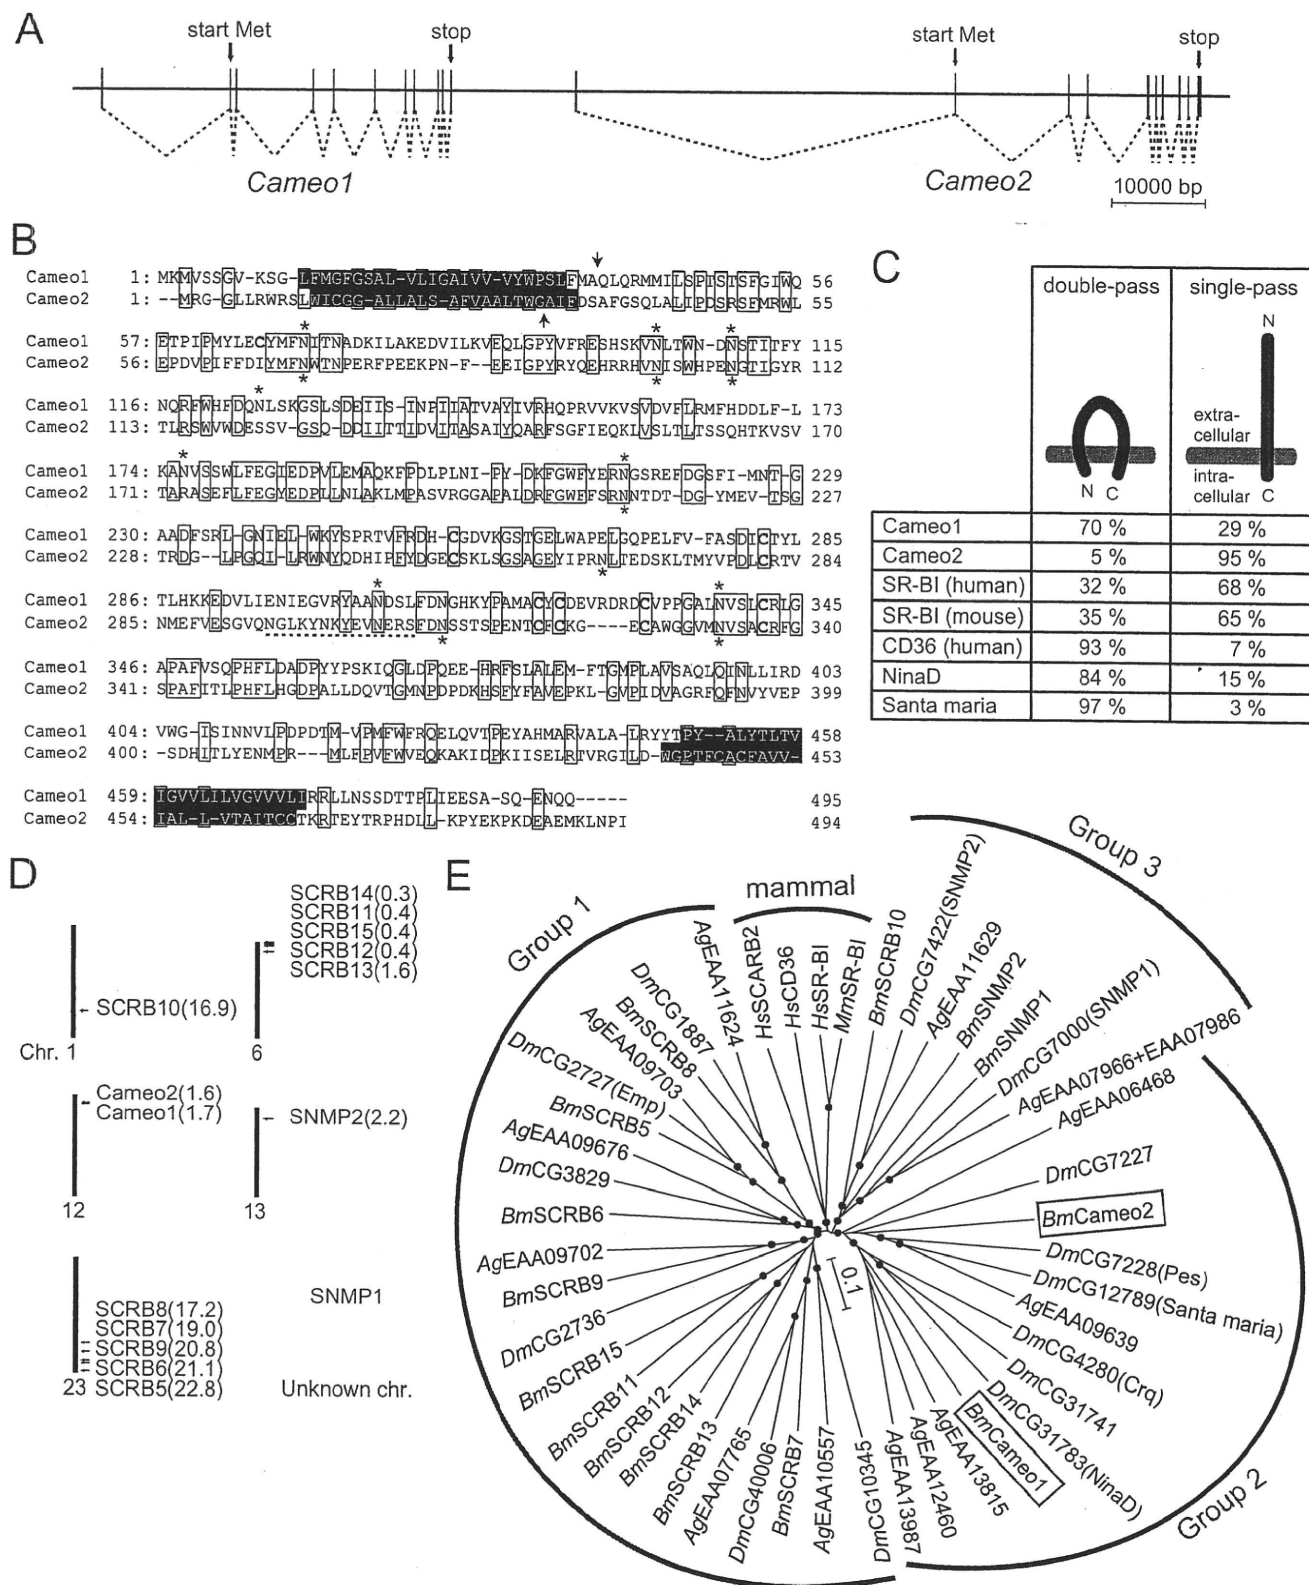 A
start Met
stop
start Met
stop
Cameo1
Cameo2
10000 bp
B
Cameo1 1: MKMVSSGV-KSG-LFMGFGSAL-VLIGAIVV-VYWPSLFMAQLQRMMILSPTSTSFGIWQ 56
Cameo2 1: --MRG-GLLRWRSLWICGG-ALLALS-AFVAALTWGAIFDSAFGSQLALIPDSRSFMRWL 55
Cameo1 57: ETPIPMYLECYMFNITNADKILAKEDVILKVEQLGPYVFRESHSKVNLTWN-DNSTITFY 115
Cameo2 56: EPDVPIFFDIYMFNWTNPERFPEEKPN-F--EEIGPYRYQEHRRHVNISWHPENGTIGYR 112
Cameo1 116: NQRFWHFDQNLSKGSLSDEIIS-INPIIATVAYIVRHQPRVVKVSVDVFLRMFHDDLF-L 173
Cameo2 113: TLRSWVWDESSVG-SQ-DDIITTIDVITASAIYQARFSGFIEQKLVSLTLTSSQHTKVSV 170
Cameo1 174: KANVSSWLFEGIEDPVLEMAQKFPDLPLNI-PY-DKFGWFYERNGSREFDGSFI-MNT-G 229
Cameo2 171: TARASEFLFEGYEDPLLNLAKLMPASVRGGAPALDRFGWFFSRNNTDT-DG-YMEV-TSG 227
Cameo1 230: AADFSRL-GNIEL-WKYSPRTVFRDH-CGDVKGSTGELWAPELGQPELFV-FASDICTYL 285
Cameo2 228: TRDG--LPGQI-LRWNYQDHIPFYDGECSKLKGSAGEYIPRNLTEDSKLTMYVPDLCRTV 284
Cameo1 286: TLHKKEDVLIENIEGVRYAANDSLFDNGHKYPAMACYCDEVRDRDCVPPGALNVSLCRLG 345
Cameo2 285: NMEFVESGVQNGLKYNKYEVNERSFDNSSTSPENTCFCKG----ECAWGGVMNVSACRFG 340
Cameo1 346: APAFVSQPHFLDADPYYPSKIQGLDPQEE-HRFSLALEM-FTGMPLAVSAQLQINLLIRD 403
Cameo2 341: SPAFITLPHFLHGDPALLDQVTGMNPDPDKHSFYFAVEPKL-GVPIDVAGRFQFNVYVEP 399
Cameo1 404: VWG-ISINNVLPDPDTM-VPMFWFRQELQVTPEYAHMARVALA-LRYYTPY--ALYTLTV 458
Cameo2 400: -SDHITLYENMPR---MLFPVFWVEQKAKIDPKIISELRTVRGILD-WGPTFCACFAVV- 453
Cameo1 459: IGVVLILVGVVVLIRRLLNSSDTTPLIEESA-SQ-ENQQ----- 495
Cameo2 454: IAL-L-VTAITCCTKRTEYTRPHDLL-KPYEKPKDEAEMKLNPI 494
C
double-pass single-pass
N
extra-
cellular
intra-
cellular
N C C
Cameo1 70 % 29 %
Cameo2 5 % 95 %
SR-BI (human) 32 % 68 %
SR-BI (mouse) 35 % 65 %
CD36 (human) 93 % 7 %
NinaD 84 % 15 %
Santa maria 97 % 3 %
D
SCRB10(16.9)
Chr. 1
SCRB14(0.3)
SCRB11(0.4)
SCRB15(0.4)
SCRB12(0.4)
SCRB13(1.6)
6
Cameo2(1.6)
Cameo1(1.7)
12
SNMP2(2.2)
13
SCRB8(17.2)
SCRB7(19.0)
SCRB9(20.8)
SCRB6(21.1)
SCRB5(22.8)
23
SNMP1
Unknown chr.
E
Group 1
mammal
Group 3
Group 2
HsSCARB2
HsCD36
HsSR-BI
MmSR-BI
BmSCRB10
DmCG7422(SNMP2)
AgEAA11629
BmSNMP2
BmSNMP1
DmCG7000(SNMP1)
AgEAA07966+EAA07986
AgEAA06468
DmCG7227
BmCameo2
DmCG7228(Pes)
DmCG12789(Santa maria)
AgEAA09639
DmCG4280(Crq)
DmCG31741
DmCG31783(NinaD)
BmCameo1
AgEAA13815
AgEAA12460
AgEAA13987
DmCG10345
AgEAA10557
BmSCRB7
DmCG40006
AgEAA07765
BmSCRB13
BmSCRB14
BmSCRB12
BmSCRB11
BmSCRB15
DmCG2736
BmSCRB9
AgEAA09702
BmSCRB6
DmCG3829
AgEAA09676
BmSCRB5
DmCG2727(Emp)
AgEAA09703
BmSCRB8
DmCG1887
AgEAA11624
0.1